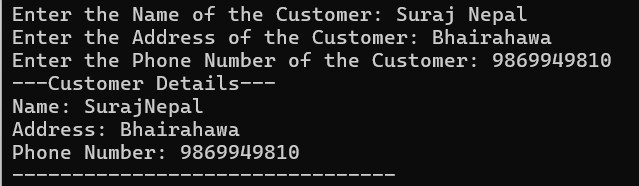 Enter the Name of the Customer: Suraj Nepal
Enter the Address of the Customer: Bhairahawa
Enter the Phone Number of the Customer: 9869949810
---Customer Details---
Name: SurajNepal
Address: Bhairahawa
Phone Number: 9869949810
--------------------------------